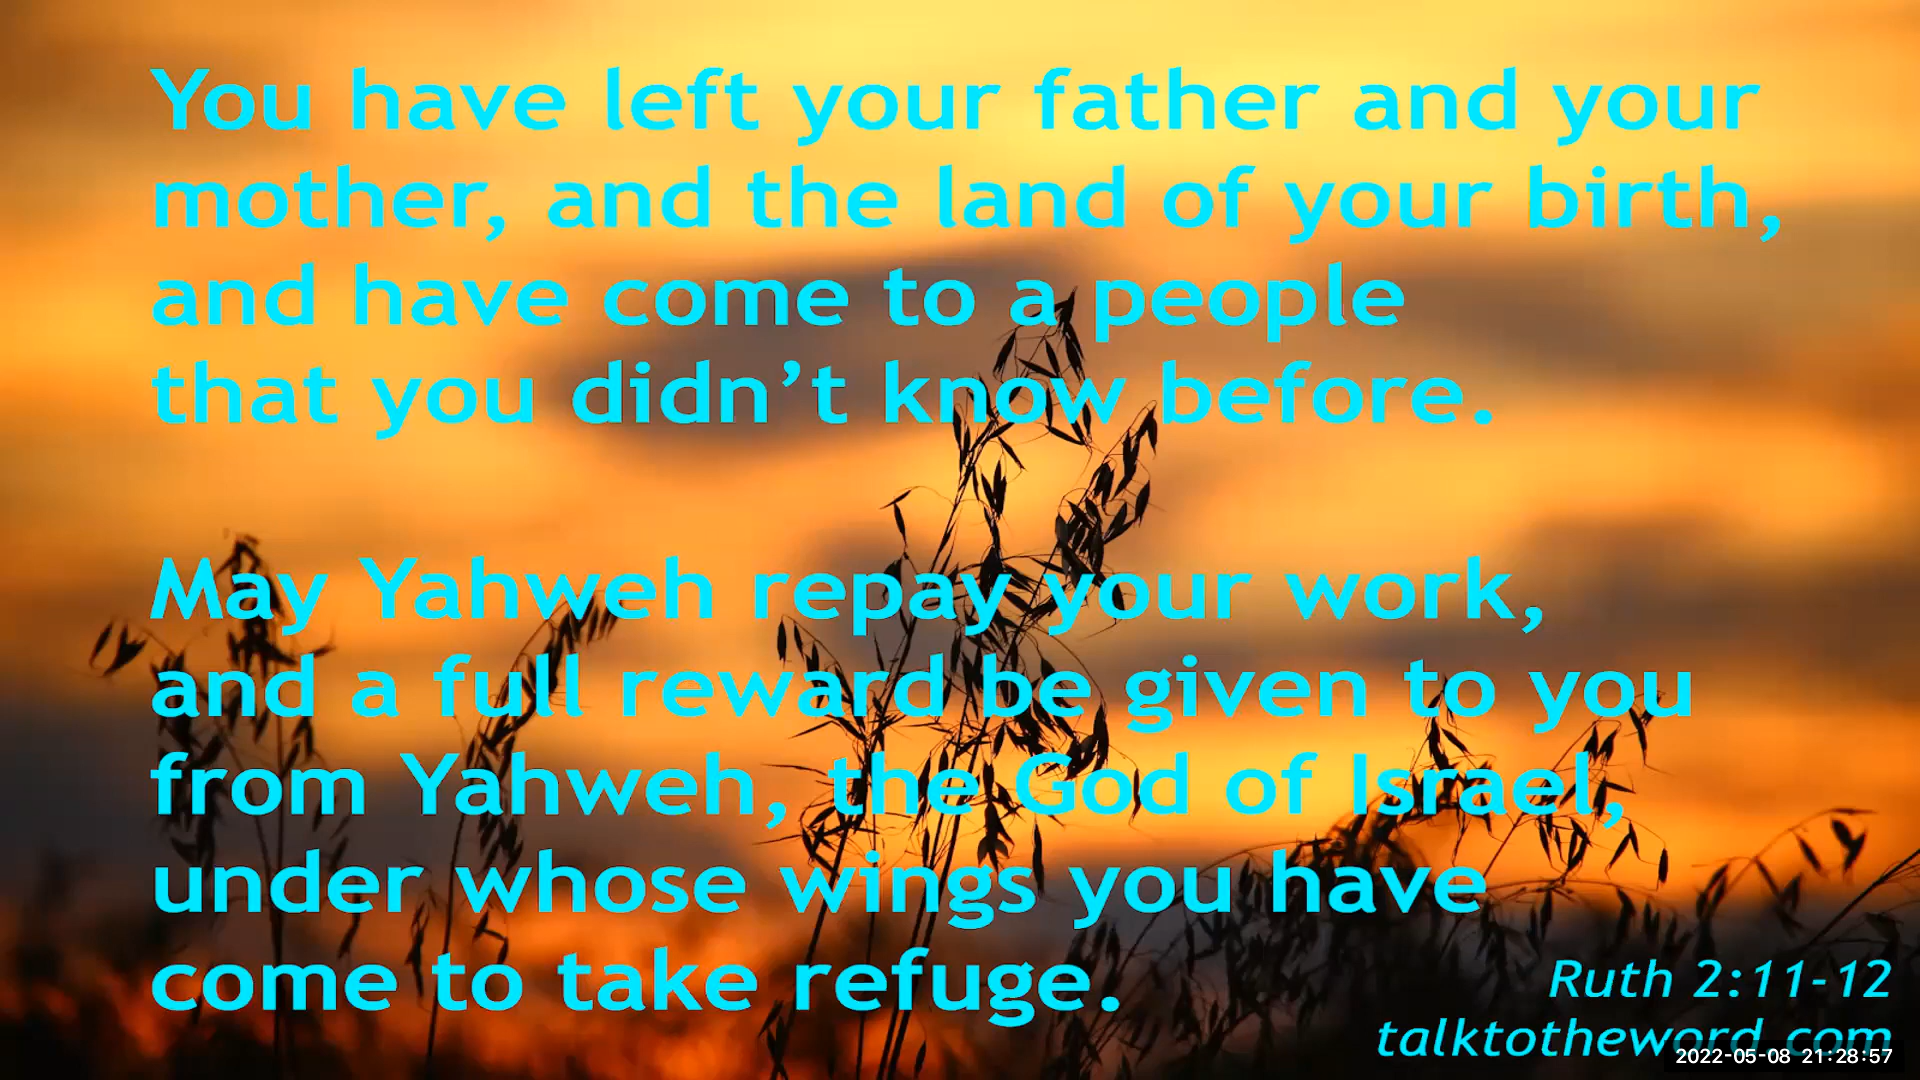 You have left your father and your
mother, and the land of your birth,
and have come to a people
that you didn’t know before.
May Yahweh repay your work,
and a full reward be given to you
from Yahweh, the God of Israel,
under whose wings you have
come to take refuge.
Ruth 2:11-12
talktotheword.com
2022-05-08 21:28:57